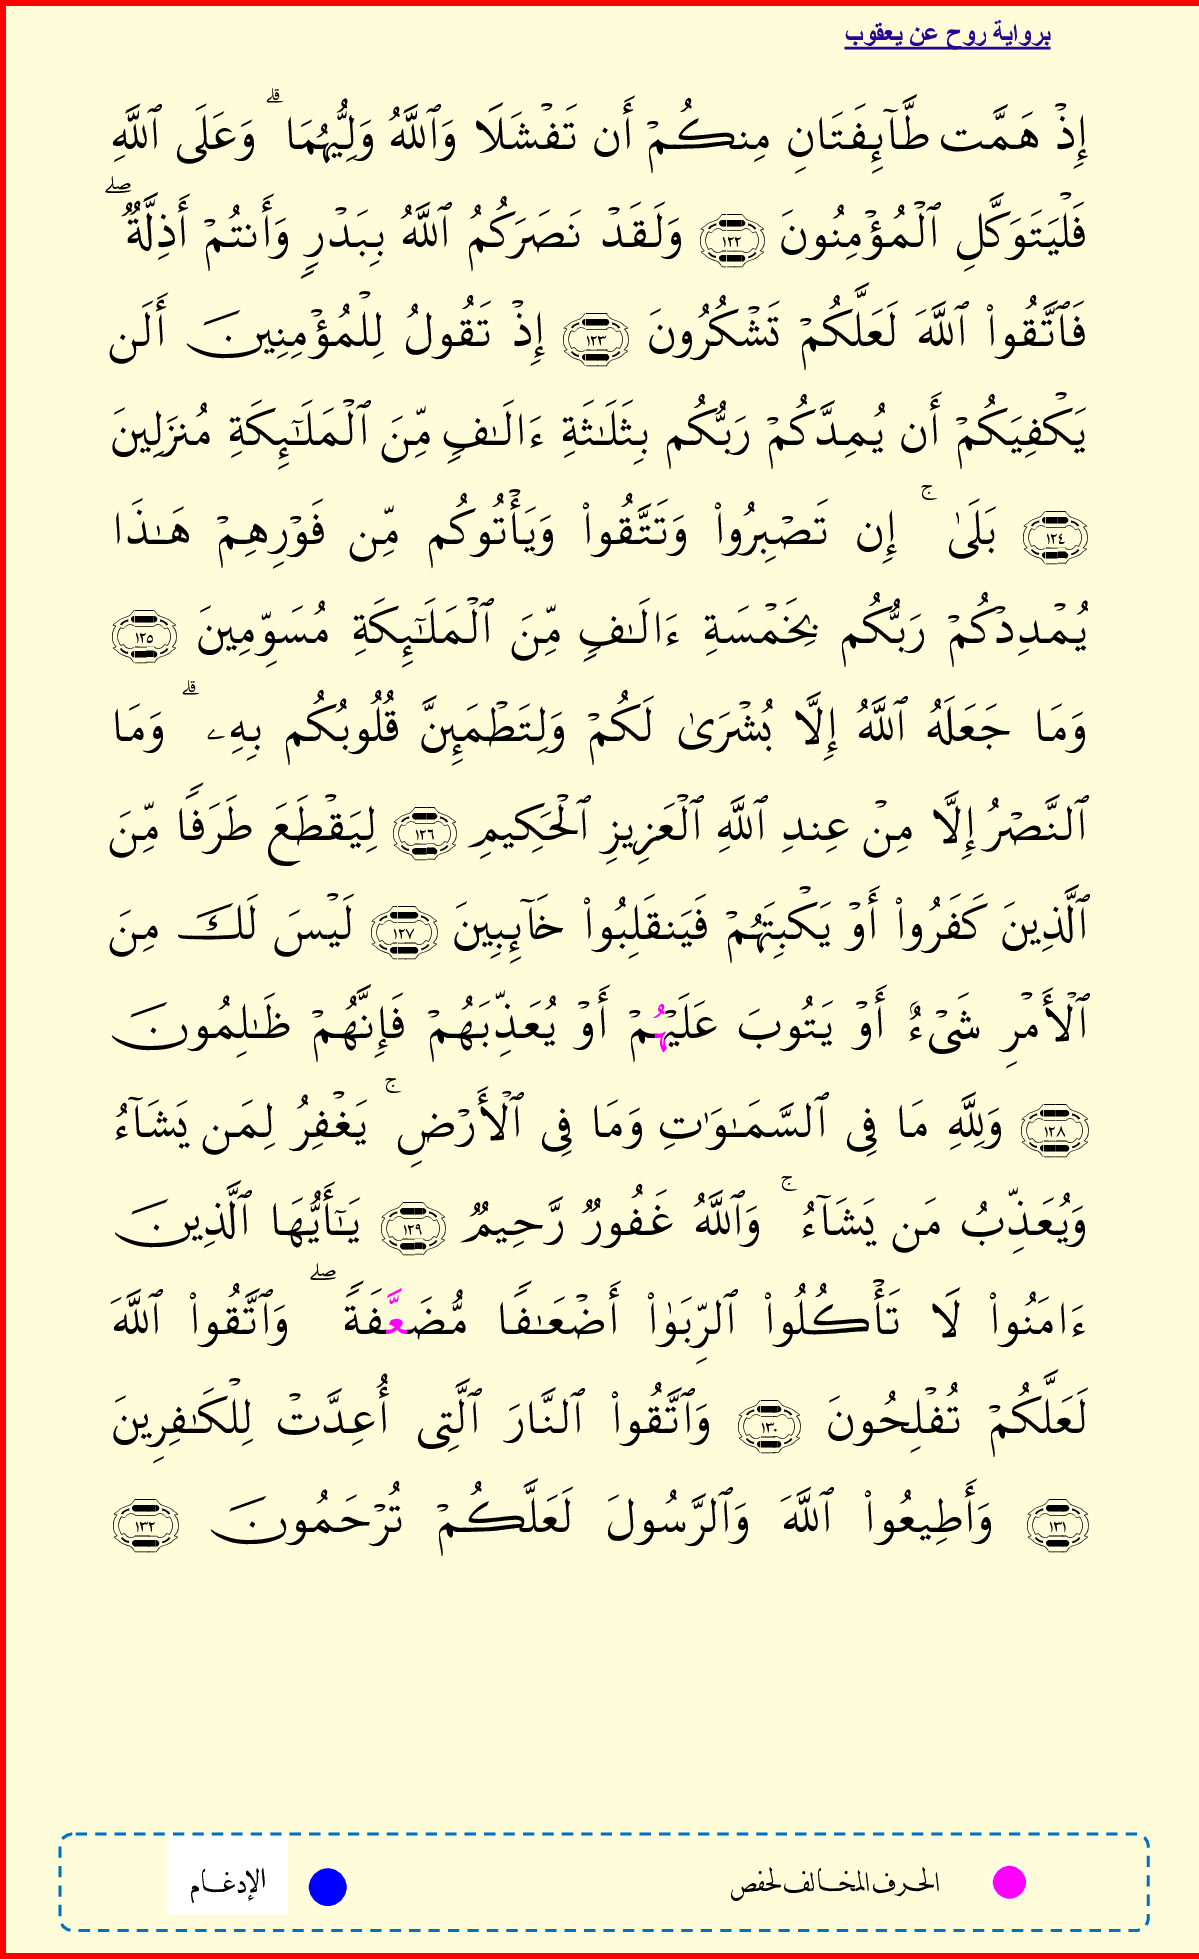 برواية روح عن يعقوب
إِذۡ هَمَّت طَّآئِفَتَانِ مِنكُمۡ أَن تَفۡشَلَا وَٱللَّهُ وَلِيُّهُمَاۗ وَعَلَى ٱللَّهِ
فَلۡيَتَوَكَّلِ ٱلۡمُؤۡمِنُونَ ١٢٢ وَلَقَدۡ نَصَرَكُمُ ٱللَّهُ بِبَدۡرٖ وَأَنتُمۡ أَذِلَّةٞۖ
فَٱتَّقُواْ ٱللَّهَ لَعَلَّكُمۡ تَشۡكُرُونَ ١٢٣ إِذۡ تَقُولُ لِلۡمُؤۡمِنِينَ أَلَن
يَكۡفِيَكُمۡ أَن يُمِدَّكُمۡ رَبُّكُم بِثَلَٰثَةِ ءَالَٰفٖ مِّنَ ٱلۡمَلَٰٓئِكَةِ مُنزَلِينَ
١٢٤ بَلَىٰۚ إِن تَصۡبِرُواْ وَتَتَّقُواْ وَيَأۡتُوكُم مِّن فَوۡرِهِمۡ هَٰذَا
يُمۡدِدۡكُمۡ رَبُّكُم بِخَمۡسَةِ ءَالَٰفٖ مِّنَ ٱلۡمَلَٰٓئِكَةِ مُسَوِّمِينَ ١٢٥
وَمَا جَعَلَهُ ٱللَّهُ إِلَّا بُشۡرَىٰ لَكُمۡ وَلِتَطۡمَئِنَّ قُلُوبُكُم بِهِۦۗ وَمَا
ٱلنَّصۡرُ إِلَّا مِنۡ عِندِ ٱللَّهِ ٱلۡعَزِيزِ ٱلۡحَكِيمِ ١٢٦ لِيَقۡطَعَ طَرَفٗا مِّنَ
ٱلَّذِينَ كَفَرُواْ أَوۡ يَكۡبِتَهُمۡ فَيَنقَلِبُواْ خَآئِبِينَ ١٢٧ لَيۡسَ لَكَ مِنَ
ٱلۡأَمۡرِ شَيۡءٌ أَوۡ يَتُوبَ عَلَيۡهُمۡ أَوۡ يُعَذِّبَهُمۡ فَإِنَّهُمۡ ظَٰلِمُونَ
١٢٨ وَلِلَّهِ مَا فِي ٱلسَّمَٰوَٰتِ وَمَا فِي ٱلۡأَرۡضِۚ يَغۡفِرُ لِمَن يَشَآءُ
وَيُعَذِّبُ مَن يَشَآءُۚ وَٱللَّهُ غَفُورٞ رَّحِيمٞ ١٢٩ يَٰٓأَيُّهَا ٱلَّذِينَ
ءَامَنُواْ لَا تَأۡكُلُواْ ٱلرِّبَوٰٓاْ أَضۡعَٰفٗا مُّضَعَّفَةٗۖ وَٱتَّقُواْ ٱللَّهَ
لَعَلَّكُمۡ تُفۡلِحُونَ ١٣٠ وَٱتَّقُواْ ٱلنَّارَ ٱلَّتِيٓ أُعِدَّتۡ لِلۡكَٰفِرِينَ
١٣١ وَأَطِيعُواْ ٱللَّهَ وَٱلرَّسُولَ لَعَلَّكُمۡ تُرۡحَمُونَ ١٣٢
الحرف المخالف لحفص الإدغام